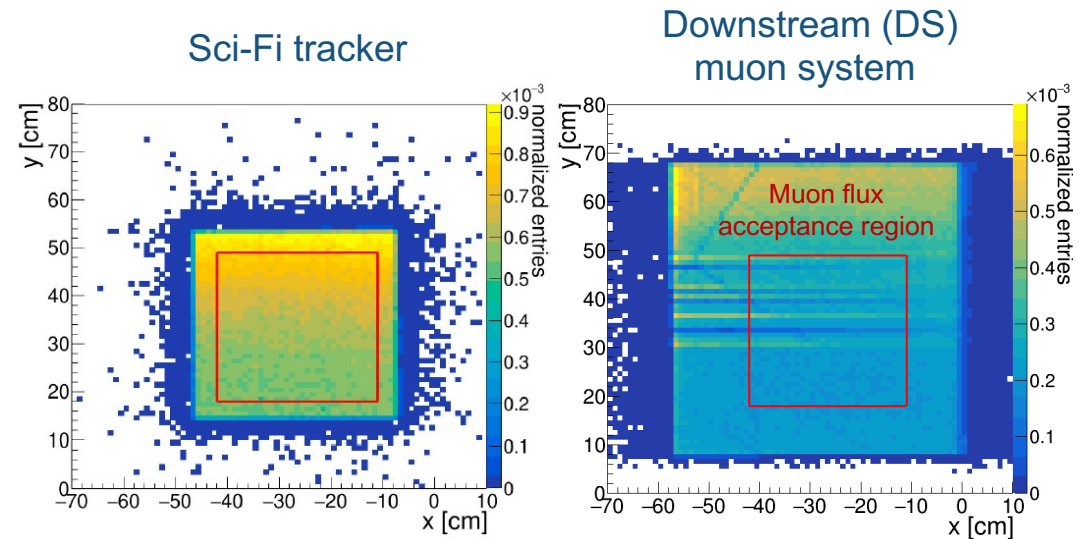 Sci-Fi tracker
Downstream (DS)
muon system
×10⁻³
y [cm]
80
70
60
50
40
30
20
10
0
−70 −60 −50 −40 −30 −20 −10 0 10
x [cm]
0.9
0.8
0.7
0.6
0.5
0.4
0.3
0.2
0.1
0
normalized entries
×10⁻³
y [cm]
80
70
60
50
40
30
20
10
0
Muon flux
acceptance region
−70 −60 −50 −40 −30 −20 −10 0 10
x [cm]
0.6
0.5
0.4
0.3
0.2
0.1
0
normalized entries